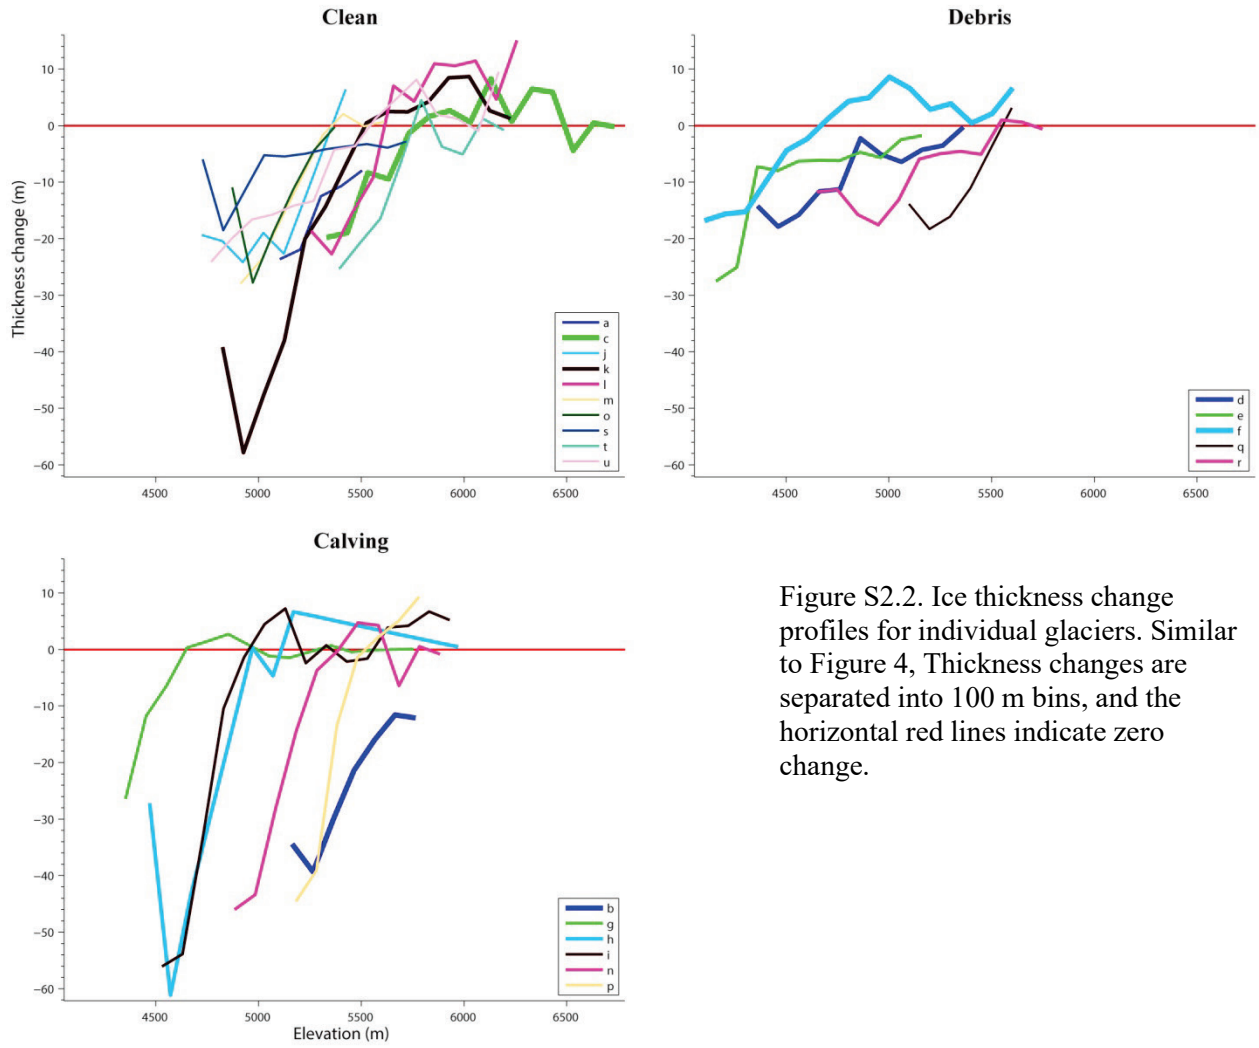 Clean
Thickness change (m)
10
0
−10
−20
−30
−40
−50
−60
4500
5000
5500
6000
6500
a
c
j
k
l
m
o
s
t
u
Debris
10
0
−10
−20
−30
−40
−50
−60
4500
5000
5500
6000
6500
d
e
f
q
r
Calving
10
0
−10
−20
−30
−40
−50
−60
4500
5000
5500
6000
6500
Elevation (m)
b
g
h
i
n
p
Figure S2.2. Ice thickness change
profiles for individual glaciers. Similar
to Figure 4, Thickness changes are
separated into 100 m bins, and the
horizontal red lines indicate zero
change.